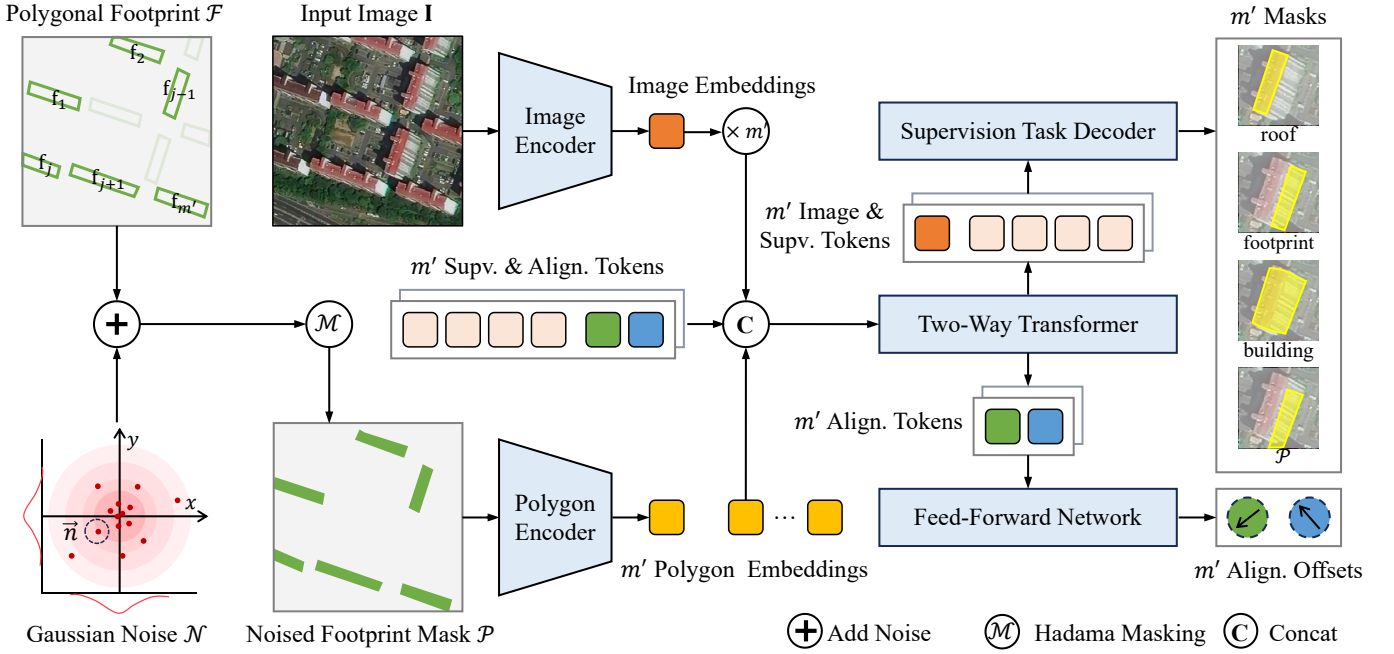 Polygonal Footprint ℱ
Input Image I
m′ Masks
f₂
fⱼ₋₁
f₁
fⱼ
fⱼ₊₁
fₘ′
Image
Encoder
Image Embeddings
× m′
Supervision Task Decoder
roof
footprint
building
𝒫
m′ Image &
Supv. Tokens
m′ Supv. & Align. Tokens
ℳ
C
Two-Way Transformer
m′ Align. Tokens
y
x
n⃗
Polygon
Encoder
Feed-Forward Network
m′ Polygon Embeddings
···
m′ Align. Offsets
Gaussian Noise 𝒩
Noised Footprint Mask 𝒫
+ Add Noise
ℳ Hadama Masking
C Concat